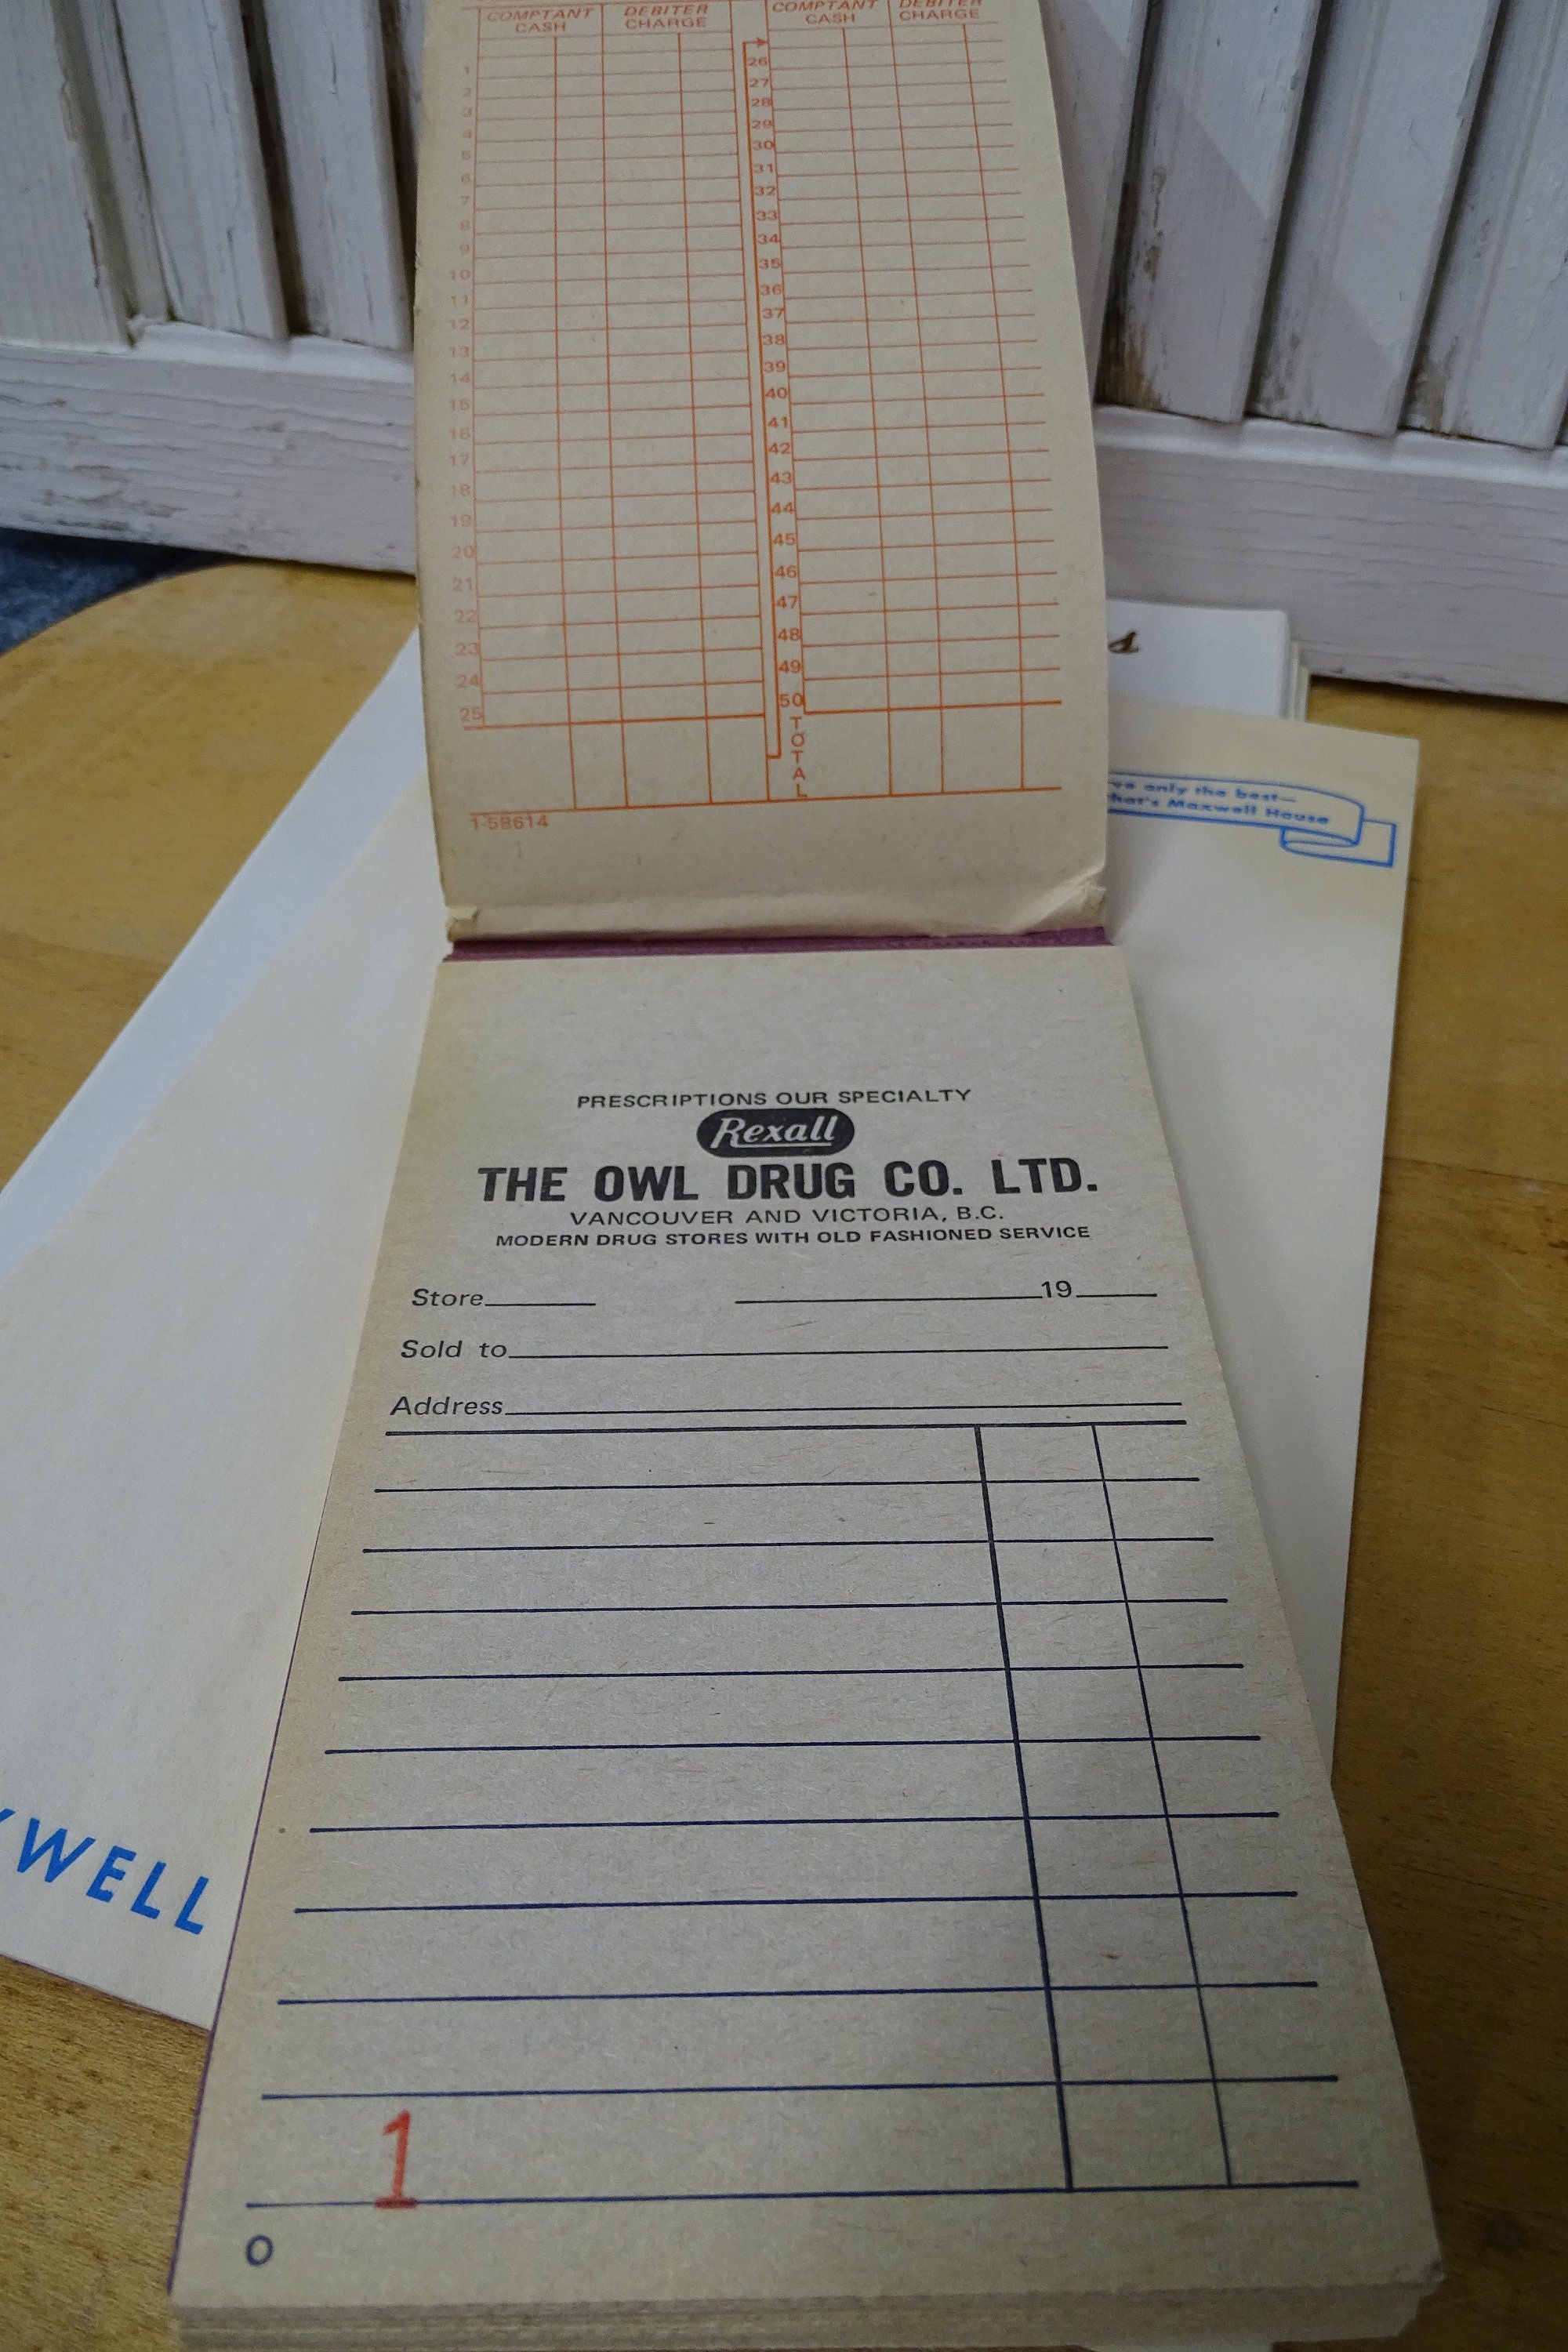 COMPTANT DEBITER COMPTANT DEBITER
CASH CHARGE CASH CHARGE
1 26
2 27
3 28
4 29
5 30
6 31
7 32
8 33
9 34
10 35
11 36
12 37
13 38
14 39
15 40
16 41
17 42
18 43
19 44
20 45
21 46
22 47
23 48
24 49
25 50
TOTAL
1-58614
s
only the best—
that's Maxwell House
PRESCRIPTIONS OUR SPECIALTY
Rexall
THE OWL DRUG CO. LTD.
VANCOUVER AND VICTORIA, B.C.
MODERN DRUG STORES WITH OLD FASHIONED SERVICE
Store 19
Sold to
Address
WELL
1
O